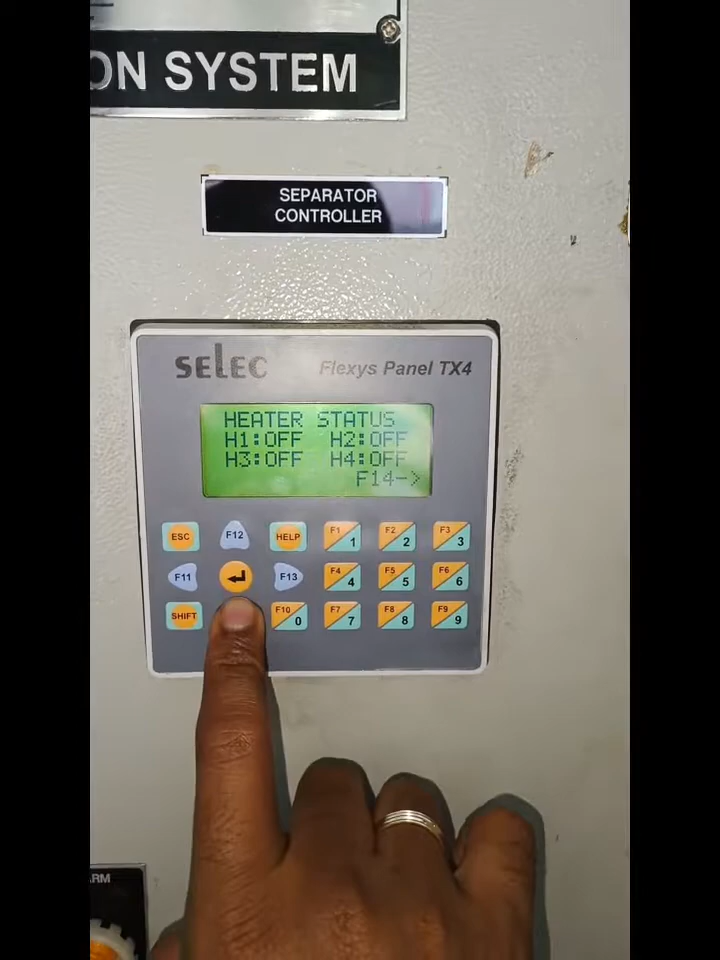 ON SYSTEM
SEPARATOR
CONTROLLER
SELEC Flexys Panel TX4
HEATER STATUS
H1:OFF H2:OFF
H3:OFF H4:OFF
F14->
ESC F12 HELP F1 1 F2 2 F3 3
F11 F13 F4 4 F5 5 F6 6
SHIFT F10 0 F7 7 F8 8 F9 9
ARM